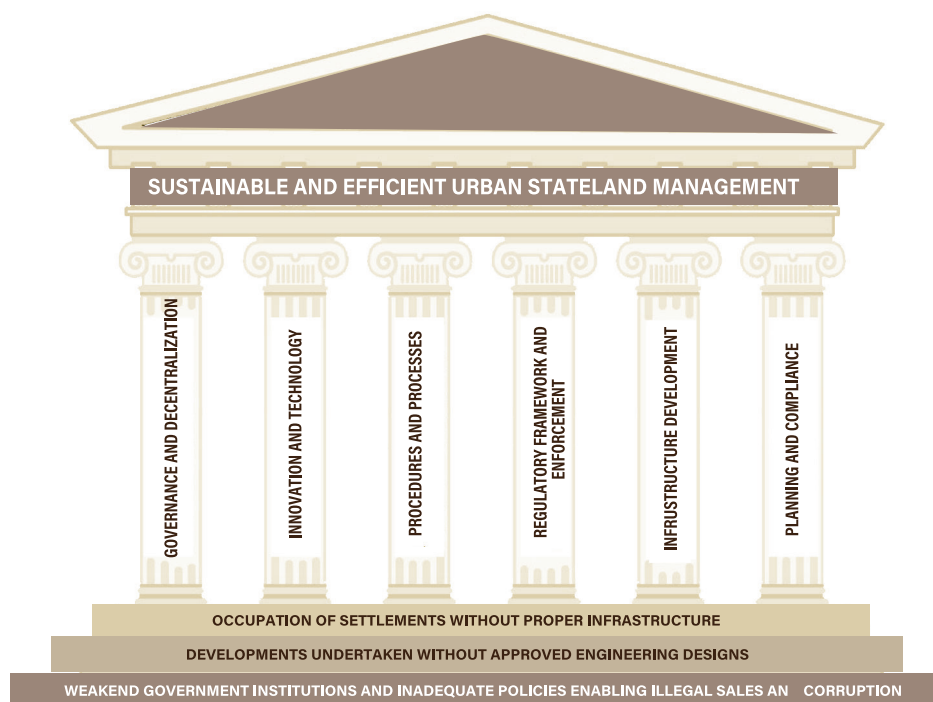 SUSTAINABLE AND EFFICIENT URBAN STATELAND MANAGEMENT
GOVERNANCE AND DECENTRALIZATION
INNOVATION AND TECHNOLOGY
PROCEDURES AND PROCESSES
REGULATORY FRAMEWORK AND
ENFORCEMENT
INFRUSTRUCTURE DEVELOPMENT
PLANNING AND COMPLIANCE
OCCUPATION OF SETTLEMENTS WITHOUT PROPER INFRASTRUCTURE
DEVELOPMENTS UNDERTAKEN WITHOUT APPROVED ENGINEERING DESIGNS
WEAKEND GOVERNMENT INSTITUTIONS AND INADEQUATE POLICIES ENABLING ILLEGAL SALES AN CORRUPTION